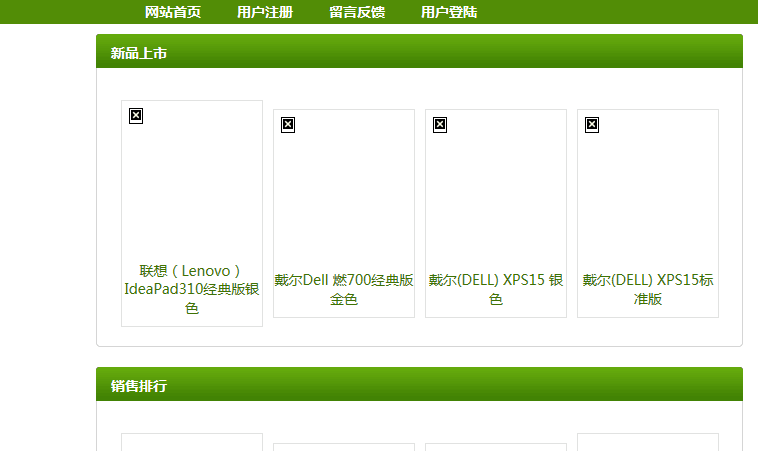 网站首页 用户注册 留言反馈 用户登陆
新品上市
联想（Lenovo）
IdeaPad310经典版银
色
戴尔Dell 燃700经典版
金色
戴尔(DELL) XPS15 银
色
戴尔(DELL) XPS15标
准版
销售排行